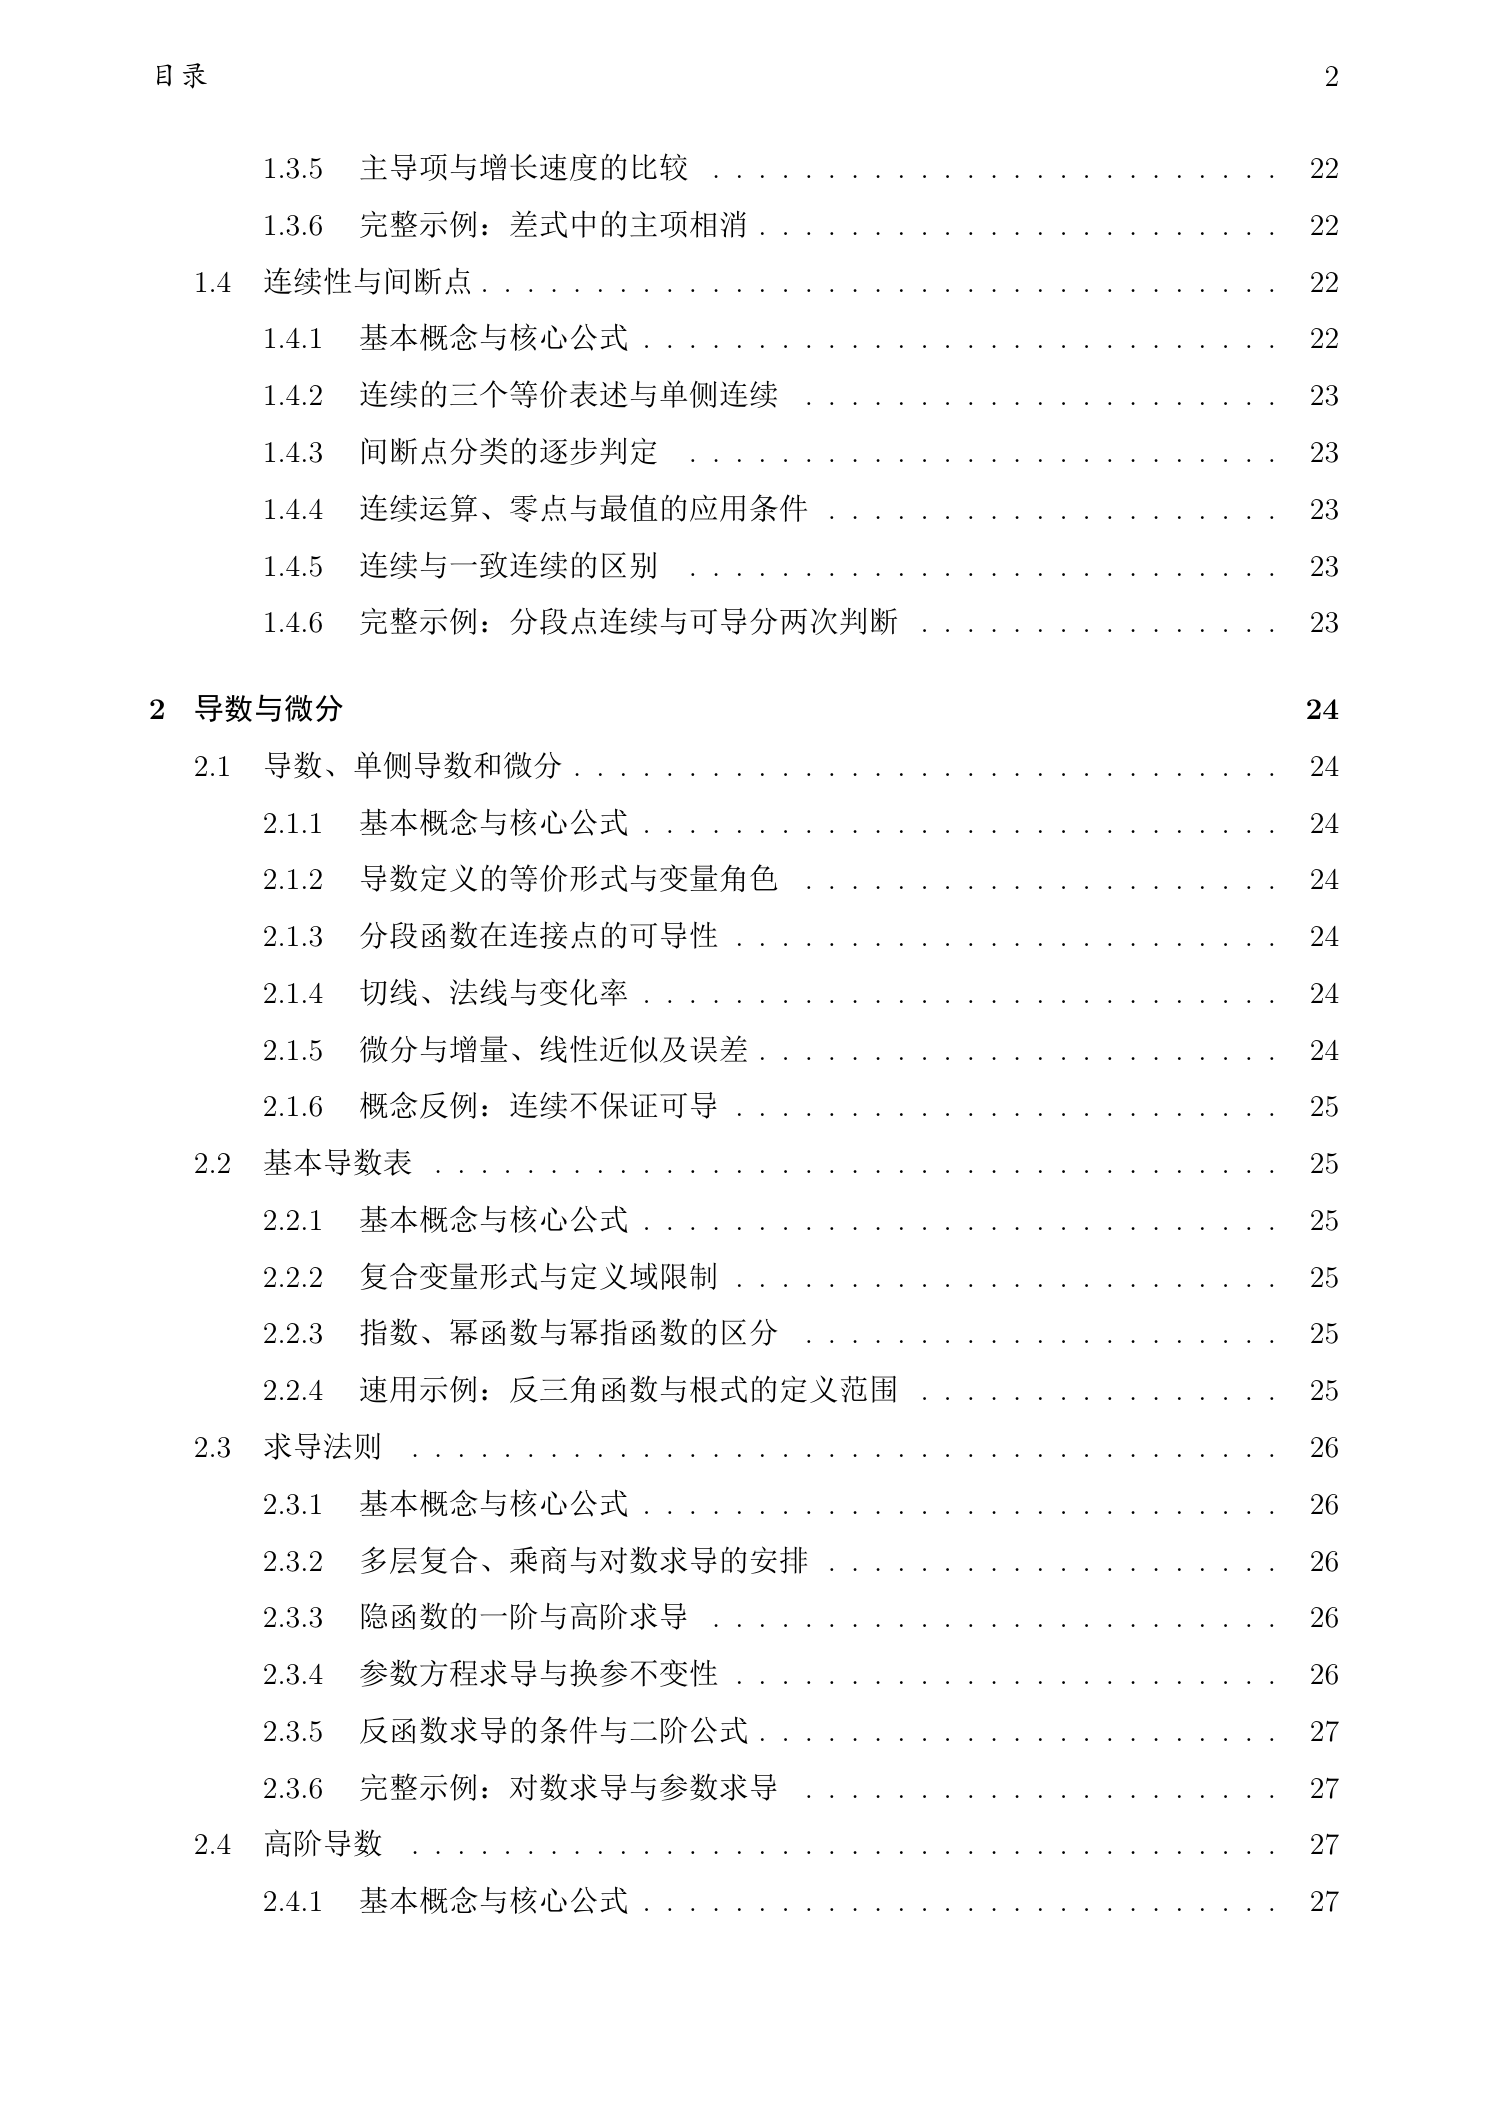 目录 2
1.3.5 主导项与增长速度的比较 . . . . . . . . . . . . . . . . . . . . . . . . . 22
1.3.6 完整示例：差式中的主项相消 . . . . . . . . . . . . . . . . . . . . . . . 22
1.4 连续性与间断点 . . . . . . . . . . . . . . . . . . . . . . . . . . . . . . . . . . . 22
1.4.1 基本概念与核心公式 . . . . . . . . . . . . . . . . . . . . . . . . . . . . 22
1.4.2 连续的三个等价表述与单侧连续 . . . . . . . . . . . . . . . . . . . . . 23
1.4.3 间断点分类的逐步判定 . . . . . . . . . . . . . . . . . . . . . . . . . . 23
1.4.4 连续运算、零点与最值的应用条件 . . . . . . . . . . . . . . . . . . . . 23
1.4.5 连续与一致连续的区别 . . . . . . . . . . . . . . . . . . . . . . . . . . 23
1.4.6 完整示例：分段点连续与可导分两次判断 . . . . . . . . . . . . . . . . 23
2 导数与微分 24
2.1 导数、单侧导数和微分 . . . . . . . . . . . . . . . . . . . . . . . . . . . . . . . 24
2.1.1 基本概念与核心公式 . . . . . . . . . . . . . . . . . . . . . . . . . . . . 24
2.1.2 导数定义的等价形式与变量角色 . . . . . . . . . . . . . . . . . . . . . 24
2.1.3 分段函数在连接点的可导性 . . . . . . . . . . . . . . . . . . . . . . . . 24
2.1.4 切线、法线与变化率 . . . . . . . . . . . . . . . . . . . . . . . . . . . . 24
2.1.5 微分与增量、线性近似及误差 . . . . . . . . . . . . . . . . . . . . . . . 24
2.1.6 概念反例：连续不保证可导 . . . . . . . . . . . . . . . . . . . . . . . . 25
2.2 基本导数表 . . . . . . . . . . . . . . . . . . . . . . . . . . . . . . . . . . . . . 25
2.2.1 基本概念与核心公式 . . . . . . . . . . . . . . . . . . . . . . . . . . . . 25
2.2.2 复合变量形式与定义域限制 . . . . . . . . . . . . . . . . . . . . . . . . 25
2.2.3 指数、幂函数与幂指函数的区分 . . . . . . . . . . . . . . . . . . . . . 25
2.2.4 速用示例：反三角函数与根式的定义范围 . . . . . . . . . . . . . . . . 25
2.3 求导法则 . . . . . . . . . . . . . . . . . . . . . . . . . . . . . . . . . . . . . . 26
2.3.1 基本概念与核心公式 . . . . . . . . . . . . . . . . . . . . . . . . . . . . 26
2.3.2 多层复合、乘商与对数求导的安排 . . . . . . . . . . . . . . . . . . . . 26
2.3.3 隐函数的一阶与高阶求导 . . . . . . . . . . . . . . . . . . . . . . . . . 26
2.3.4 参数方程求导与换参不变性 . . . . . . . . . . . . . . . . . . . . . . . . 26
2.3.5 反函数求导的条件与二阶公式 . . . . . . . . . . . . . . . . . . . . . . . 27
2.3.6 完整示例：对数求导与参数求导 . . . . . . . . . . . . . . . . . . . . . 27
2.4 高阶导数 . . . . . . . . . . . . . . . . . . . . . . . . . . . . . . . . . . . . . . 27
2.4.1 基本概念与核心公式 . . . . . . . . . . . . . . . . . . . . . . . . . . . . 27